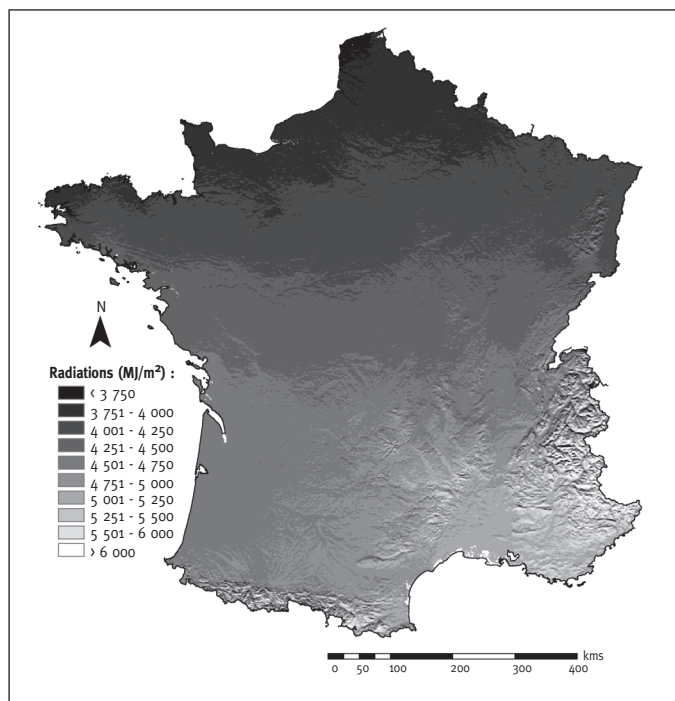 N
Radiations (MJ/m²) :
< 3 750
3 751 - 4 000
4 001 - 4 250
4 251 - 4 500
4 501 - 4 750
4 751 - 5 000
5 001 - 5 250
5 251 - 5 500
5 501 - 6 000
> 6 000
kms
0 50 100 200 300 400